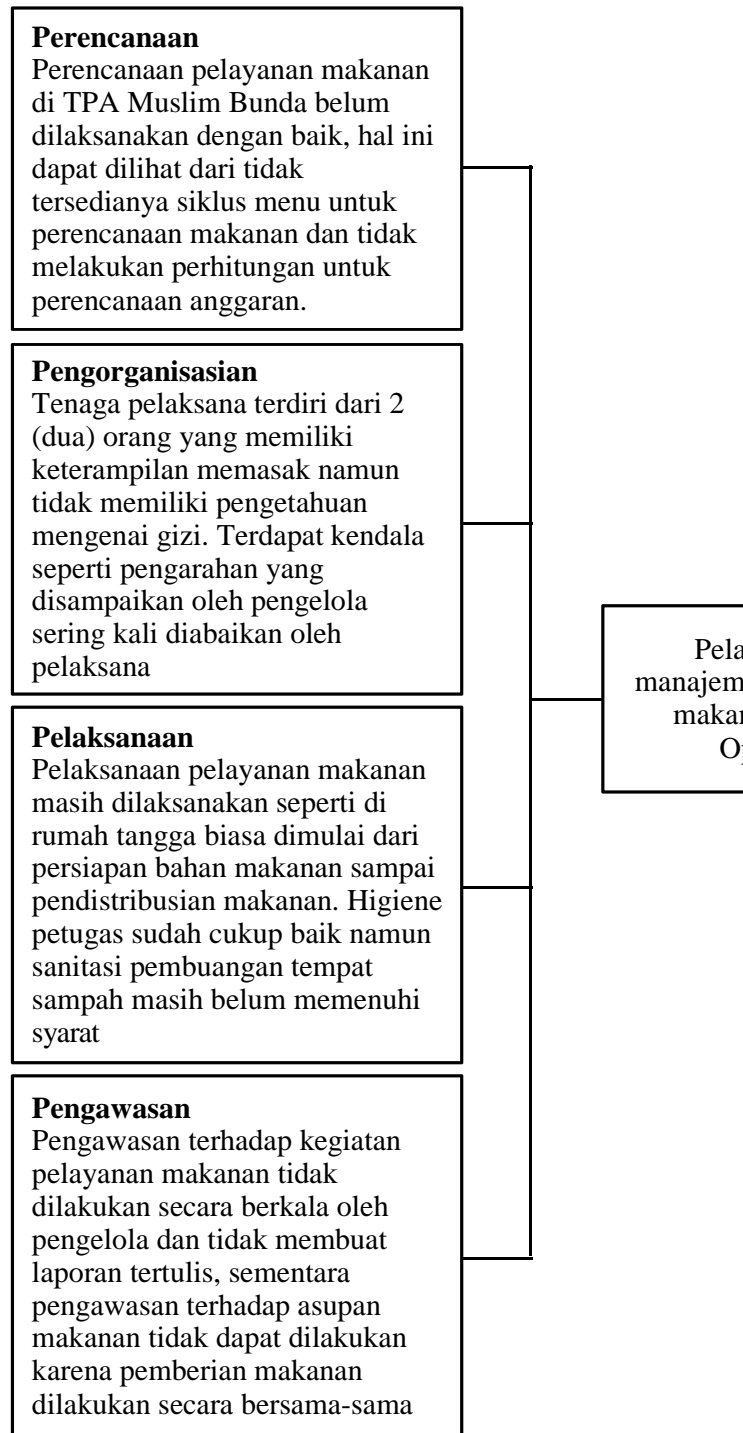 Perencanaan
Perencanaan pelayanan makanan
di TPA Muslim Bunda belum
dilaksanakan dengan baik, hal ini
dapat dilihat dari tidak
tersedianya siklus menu untuk
perencanaan makanan dan tidak
melakukan perhitungan untuk
perencanaan anggaran.
Pengorganisasian
Tenaga pelaksana terdiri dari 2
(dua) orang yang memiliki
keterampilan memasak namun
tidak memiliki pengetahuan
mengenai gizi. Terdapat kendala
seperti pengarahan yang
disampaikan oleh pengelola
sering kali diabaikan oleh
pelaksana
Pelaksanaan
Pelaksanaan pelayanan makanan
masih dilaksanakan seperti di
rumah tangga biasa dimulai dari
persiapan bahan makanan sampai
pendistribusian makanan. Higiene
petugas sudah cukup baik namun
sanitasi pembuangan tempat
sampah masih belum memenuhi
syarat
Pengawasan
Pengawasan terhadap kegiatan
pelayanan makanan tidak
dilakukan secara berkala oleh
pengelola dan tidak membuat
laporan tertulis, sementara
pengawasan terhadap asupan
makanan tidak dapat dilakukan
karena pemberian makanan
dilakukan secara bersama-sama